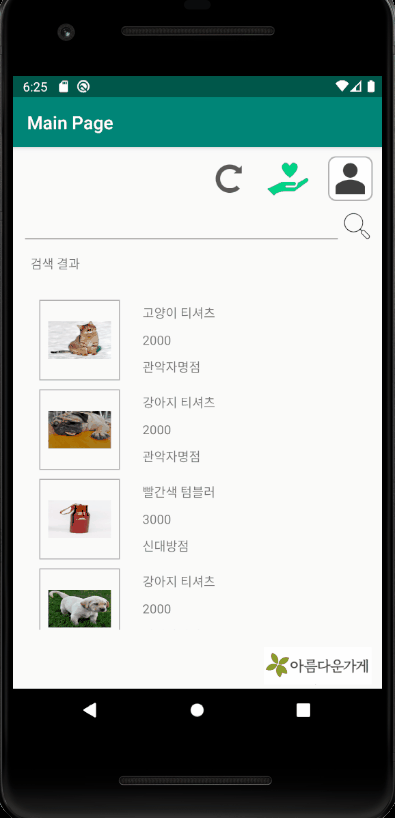 6:25
Main Page
검색 결과
고양이 티셔츠
2000
관악자명점
강아지 티셔츠
2000
관악자명점
빨간색 텀블러
3000
신대방점
강아지 티셔츠
2000
아름다운가게